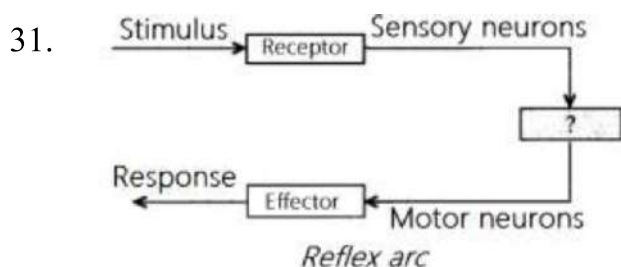 31.
Stimulus
Receptor
Sensory neurons
?
Response
Effector
Motor neurons
Reflex arc